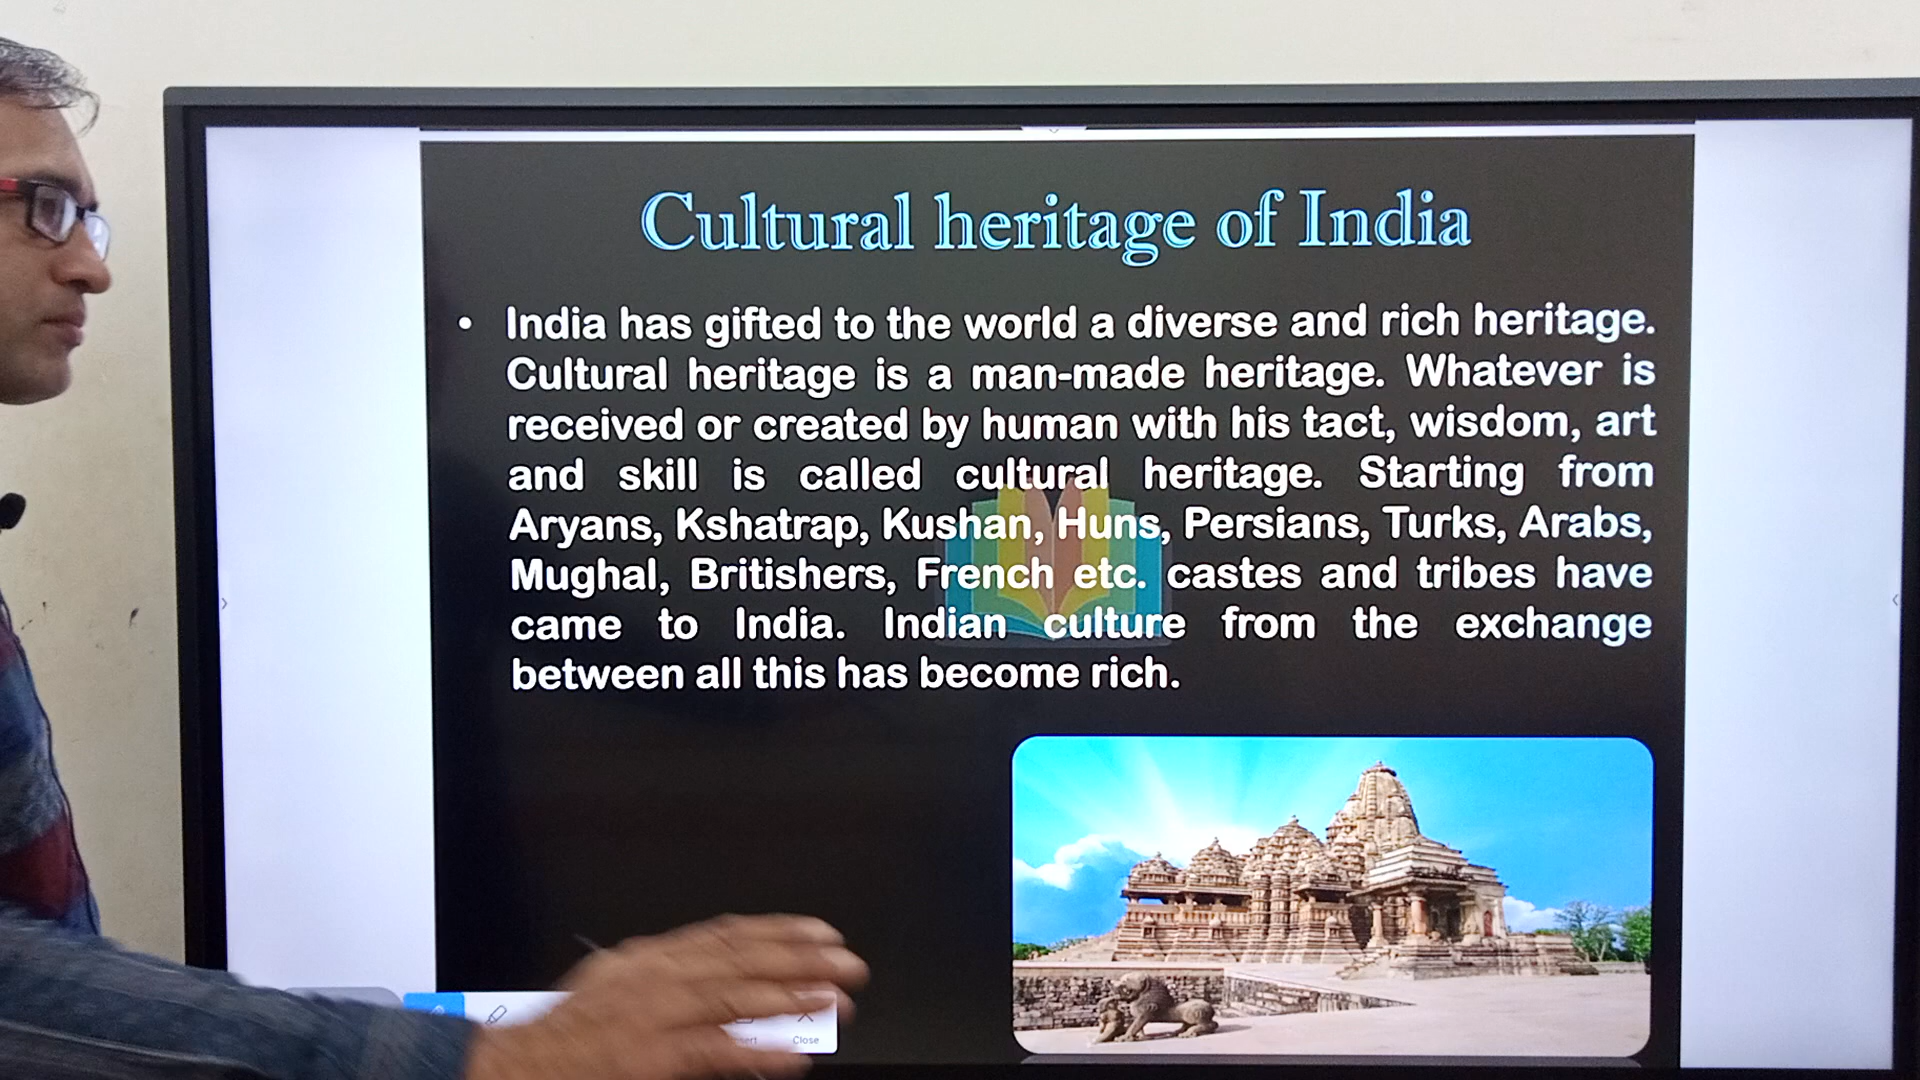 Cultural heritage of India
• India has gifted to the world a diverse and rich heritage.
Cultural heritage is a man-made heritage. Whatever is
received or created by human with his tact, wisdom, art
and skill is called cultural heritage. Starting from
Aryans, Kshatrap, Kushan, Huns, Persians, Turks, Arabs,
Mughal, Britishers, French etc. castes and tribes have
came to India. Indian culture from the exchange
between all this has become rich.
Close